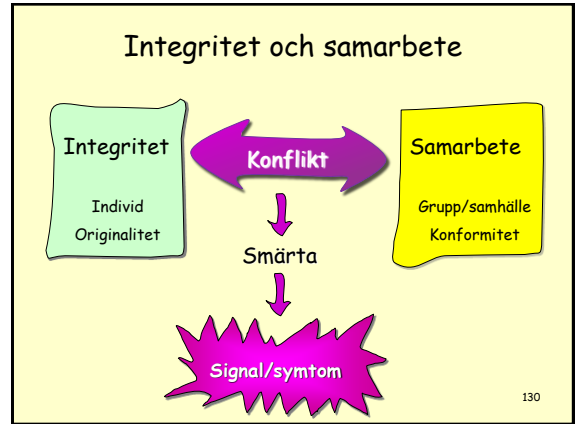 Integritet och samarbete
Integritet
Individ
Originalitet
Konflikt
Samarbete
Grupp/samhälle
Konformitet
Smärta
Signal/symtom
130